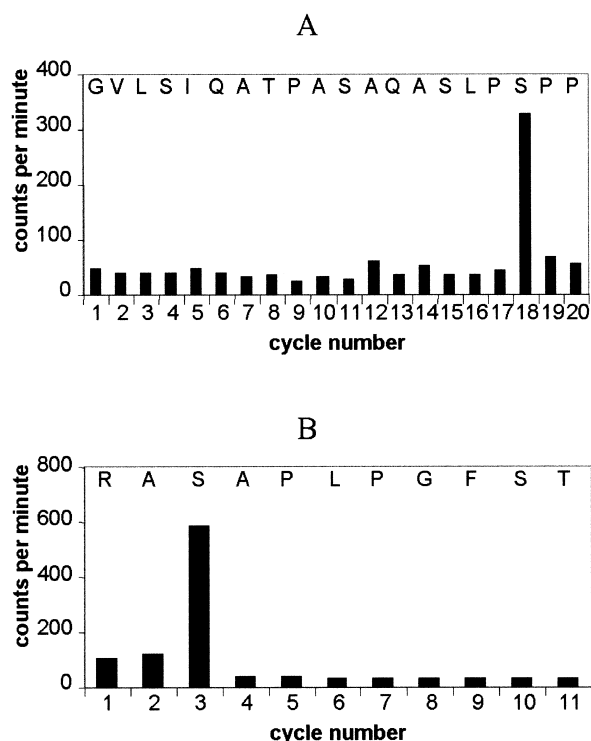 A
counts per minute
400
300
200
100
0
G V L S I Q A T P A S A Q A S L P S P P
1 2 3 4 5 6 7 8 9 10 11 12 13 14 15 16 17 18 19 20
cycle number
B
counts per minute
800
600
400
200
0
R A S A P L P G F S T
1 2 3 4 5 6 7 8 9 10 11
cycle number